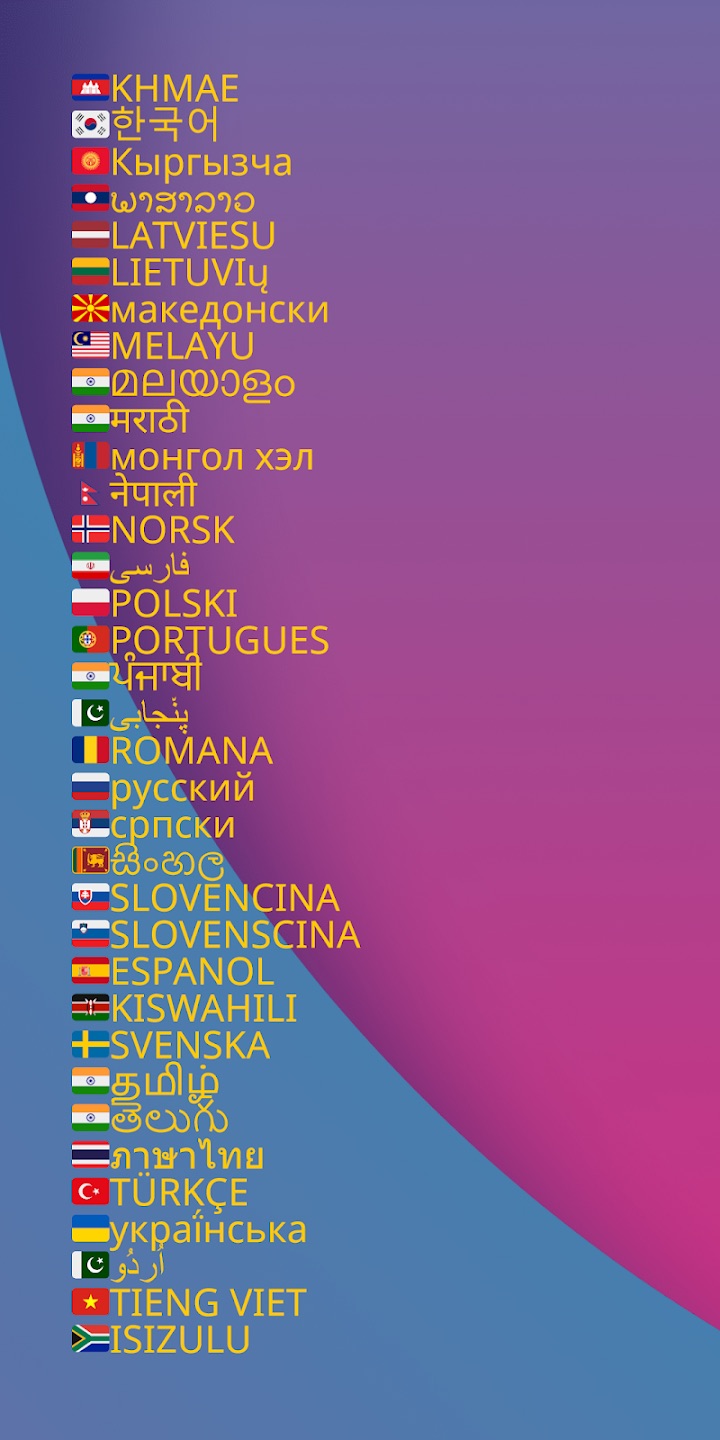 KHMAE
한국어
Кыргызча
ພາສາລາວ
LATVIESU
LIETUVIų
македонски
MELAYU
മലയാളം
मराठी
монгол хэл
नेपाली
NORSK
فارسی
POLSKI
PORTUGUES
ਪੰਜਾਬੀ
پنْجابی
ROMANA
русский
српски
සිංහල
SLOVENCINA
SLOVENSCINA
ESPANOL
KISWAHILI
SVENSKA
தமிழ்
తెలుగు
ภาษาไทย
TÜRKÇE
українська
اُردُو
TIENG VIET
ISIZULU